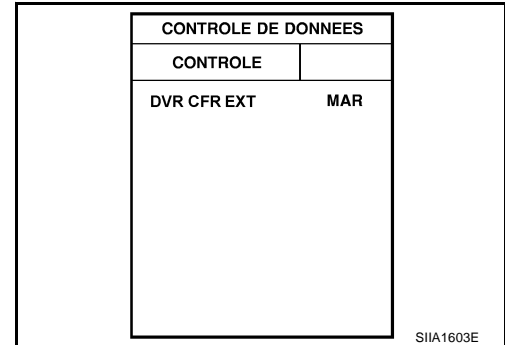 CONTROLE DE DONNEES
CONTROLE
DVR CFR EXT MAR
SIIA1603E